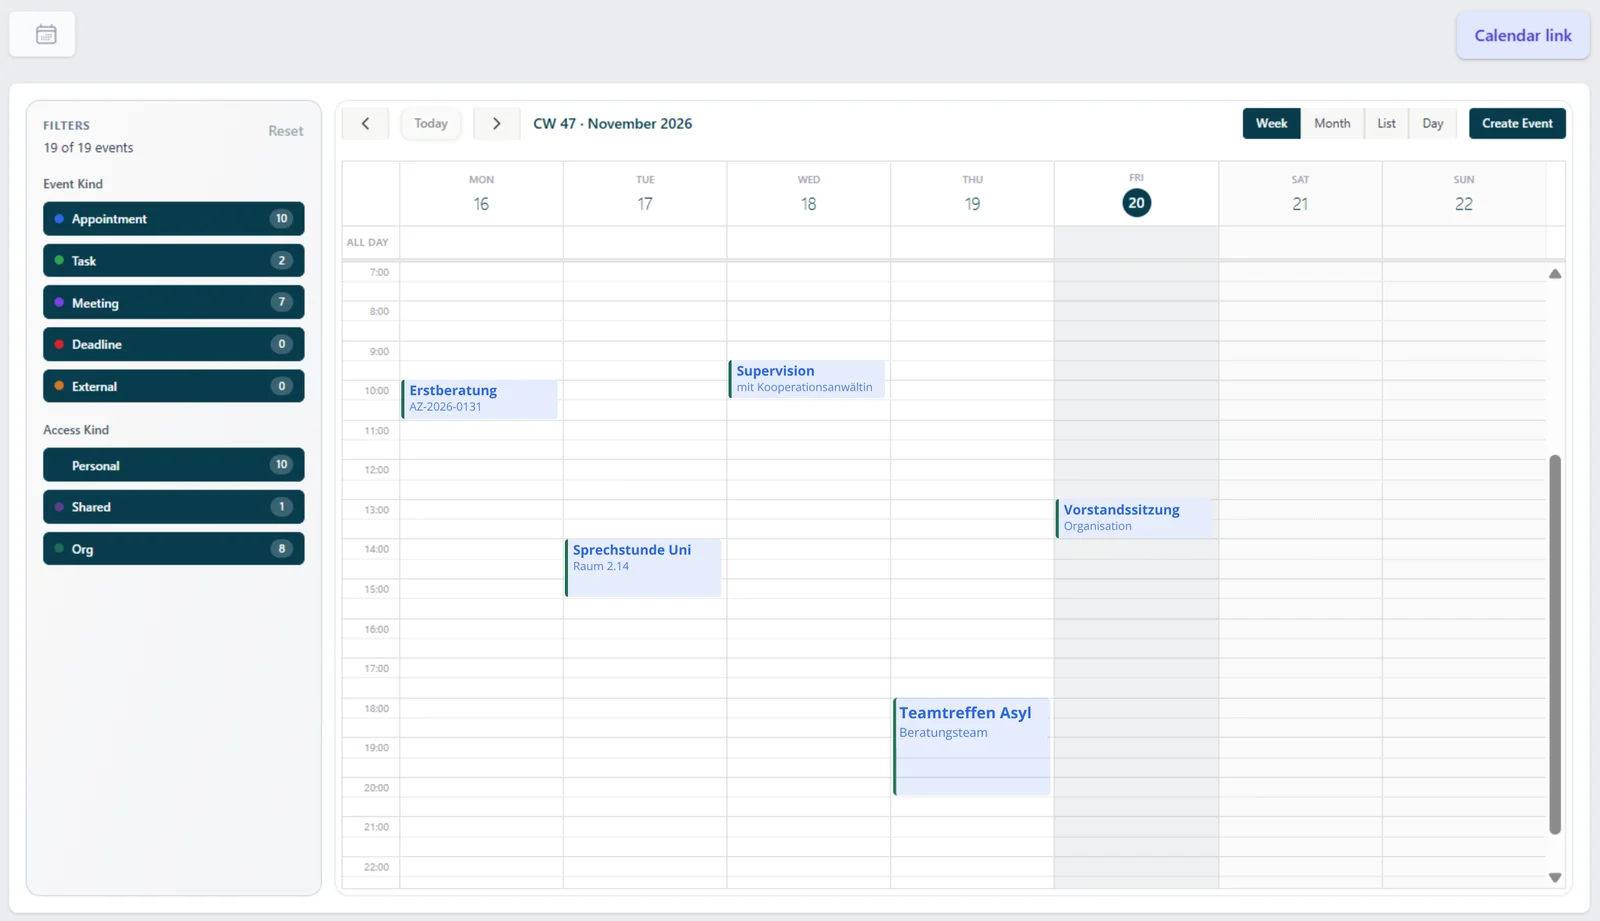 Calendar link
FILTERS
Reset
19 of 19 events
Event Kind
Appointment 10
Task 2
Meeting 7
Deadline 0
External 0
Access Kind
Personal 10
Shared 1
Org 8
Today
CW 47 · November 2026
Week Month List Day
Create Event
MON TUE WED THU FRI SAT SUN
16 17 18 19 20 21 22
ALL DAY
7:00
8:00
9:00
10:00
11:00
12:00
13:00
14:00
15:00
16:00
17:00
18:00
19:00
20:00
21:00
22:00
Erstberatung
AZ-2026-0131
Sprechstunde Uni
Raum 2.14
Supervision
mit Kooperationsanwältin
Teamtreffen Asyl
Beratungsteam
Vorstandssitzung
Organisation